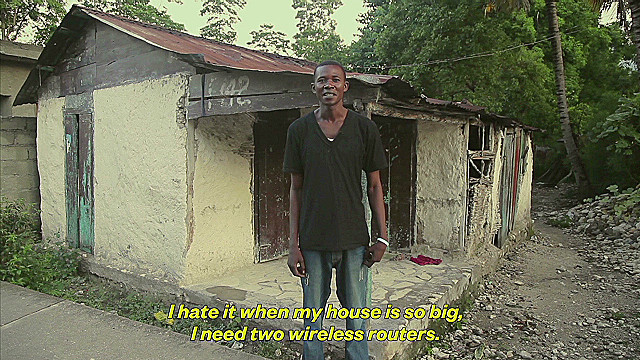 I hate it when my house is so big,
I need two wireless routers.